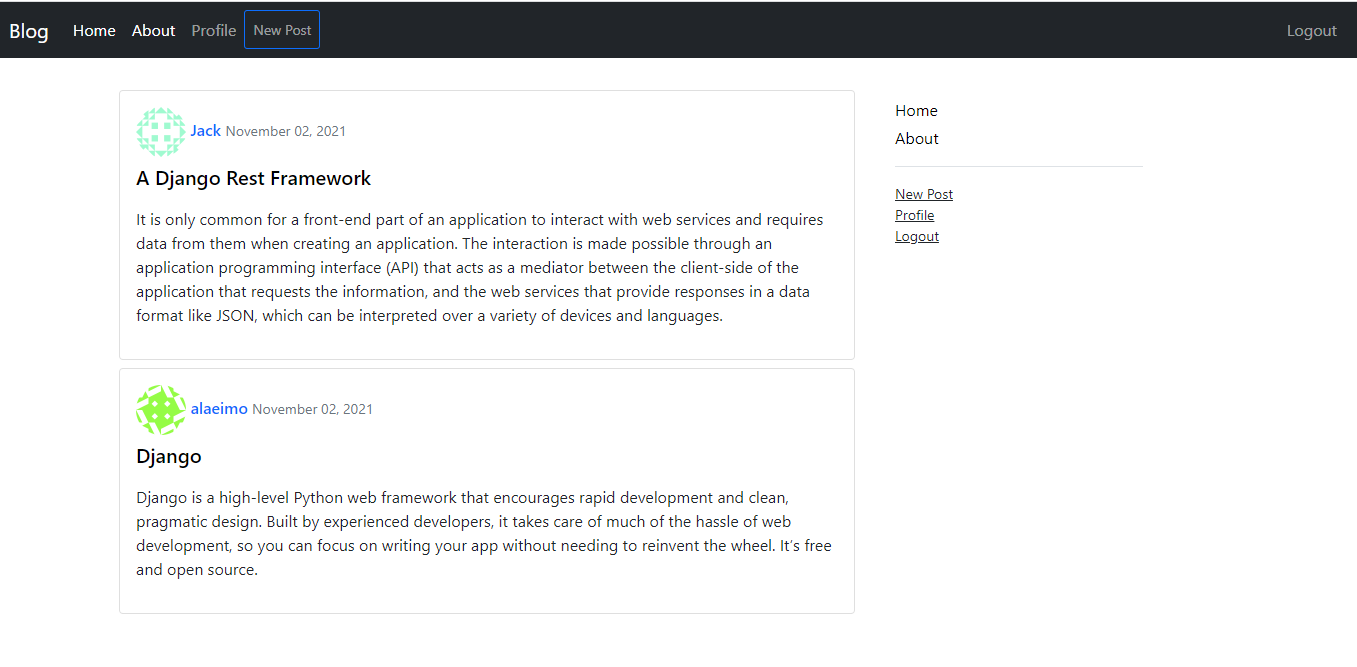 Blog Home About Profile New Post Logout
Jack November 02, 2021
A Django Rest Framework
It is only common for a front-end part of an application to interact with web services and requires
data from them when creating an application. The interaction is made possible through an
application programming interface (API) that acts as a mediator between the client-side of the
application that requests the information, and the web services that provide responses in a data
format like JSON, which can be interpreted over a variety of devices and languages.
alaeimo November 02, 2021
Django
Django is a high-level Python web framework that encourages rapid development and clean,
pragmatic design. Built by experienced developers, it takes care of much of the hassle of web
development, so you can focus on writing your app without needing to reinvent the wheel. It’s free
and open source.
Home
About
New Post
Profile
Logout